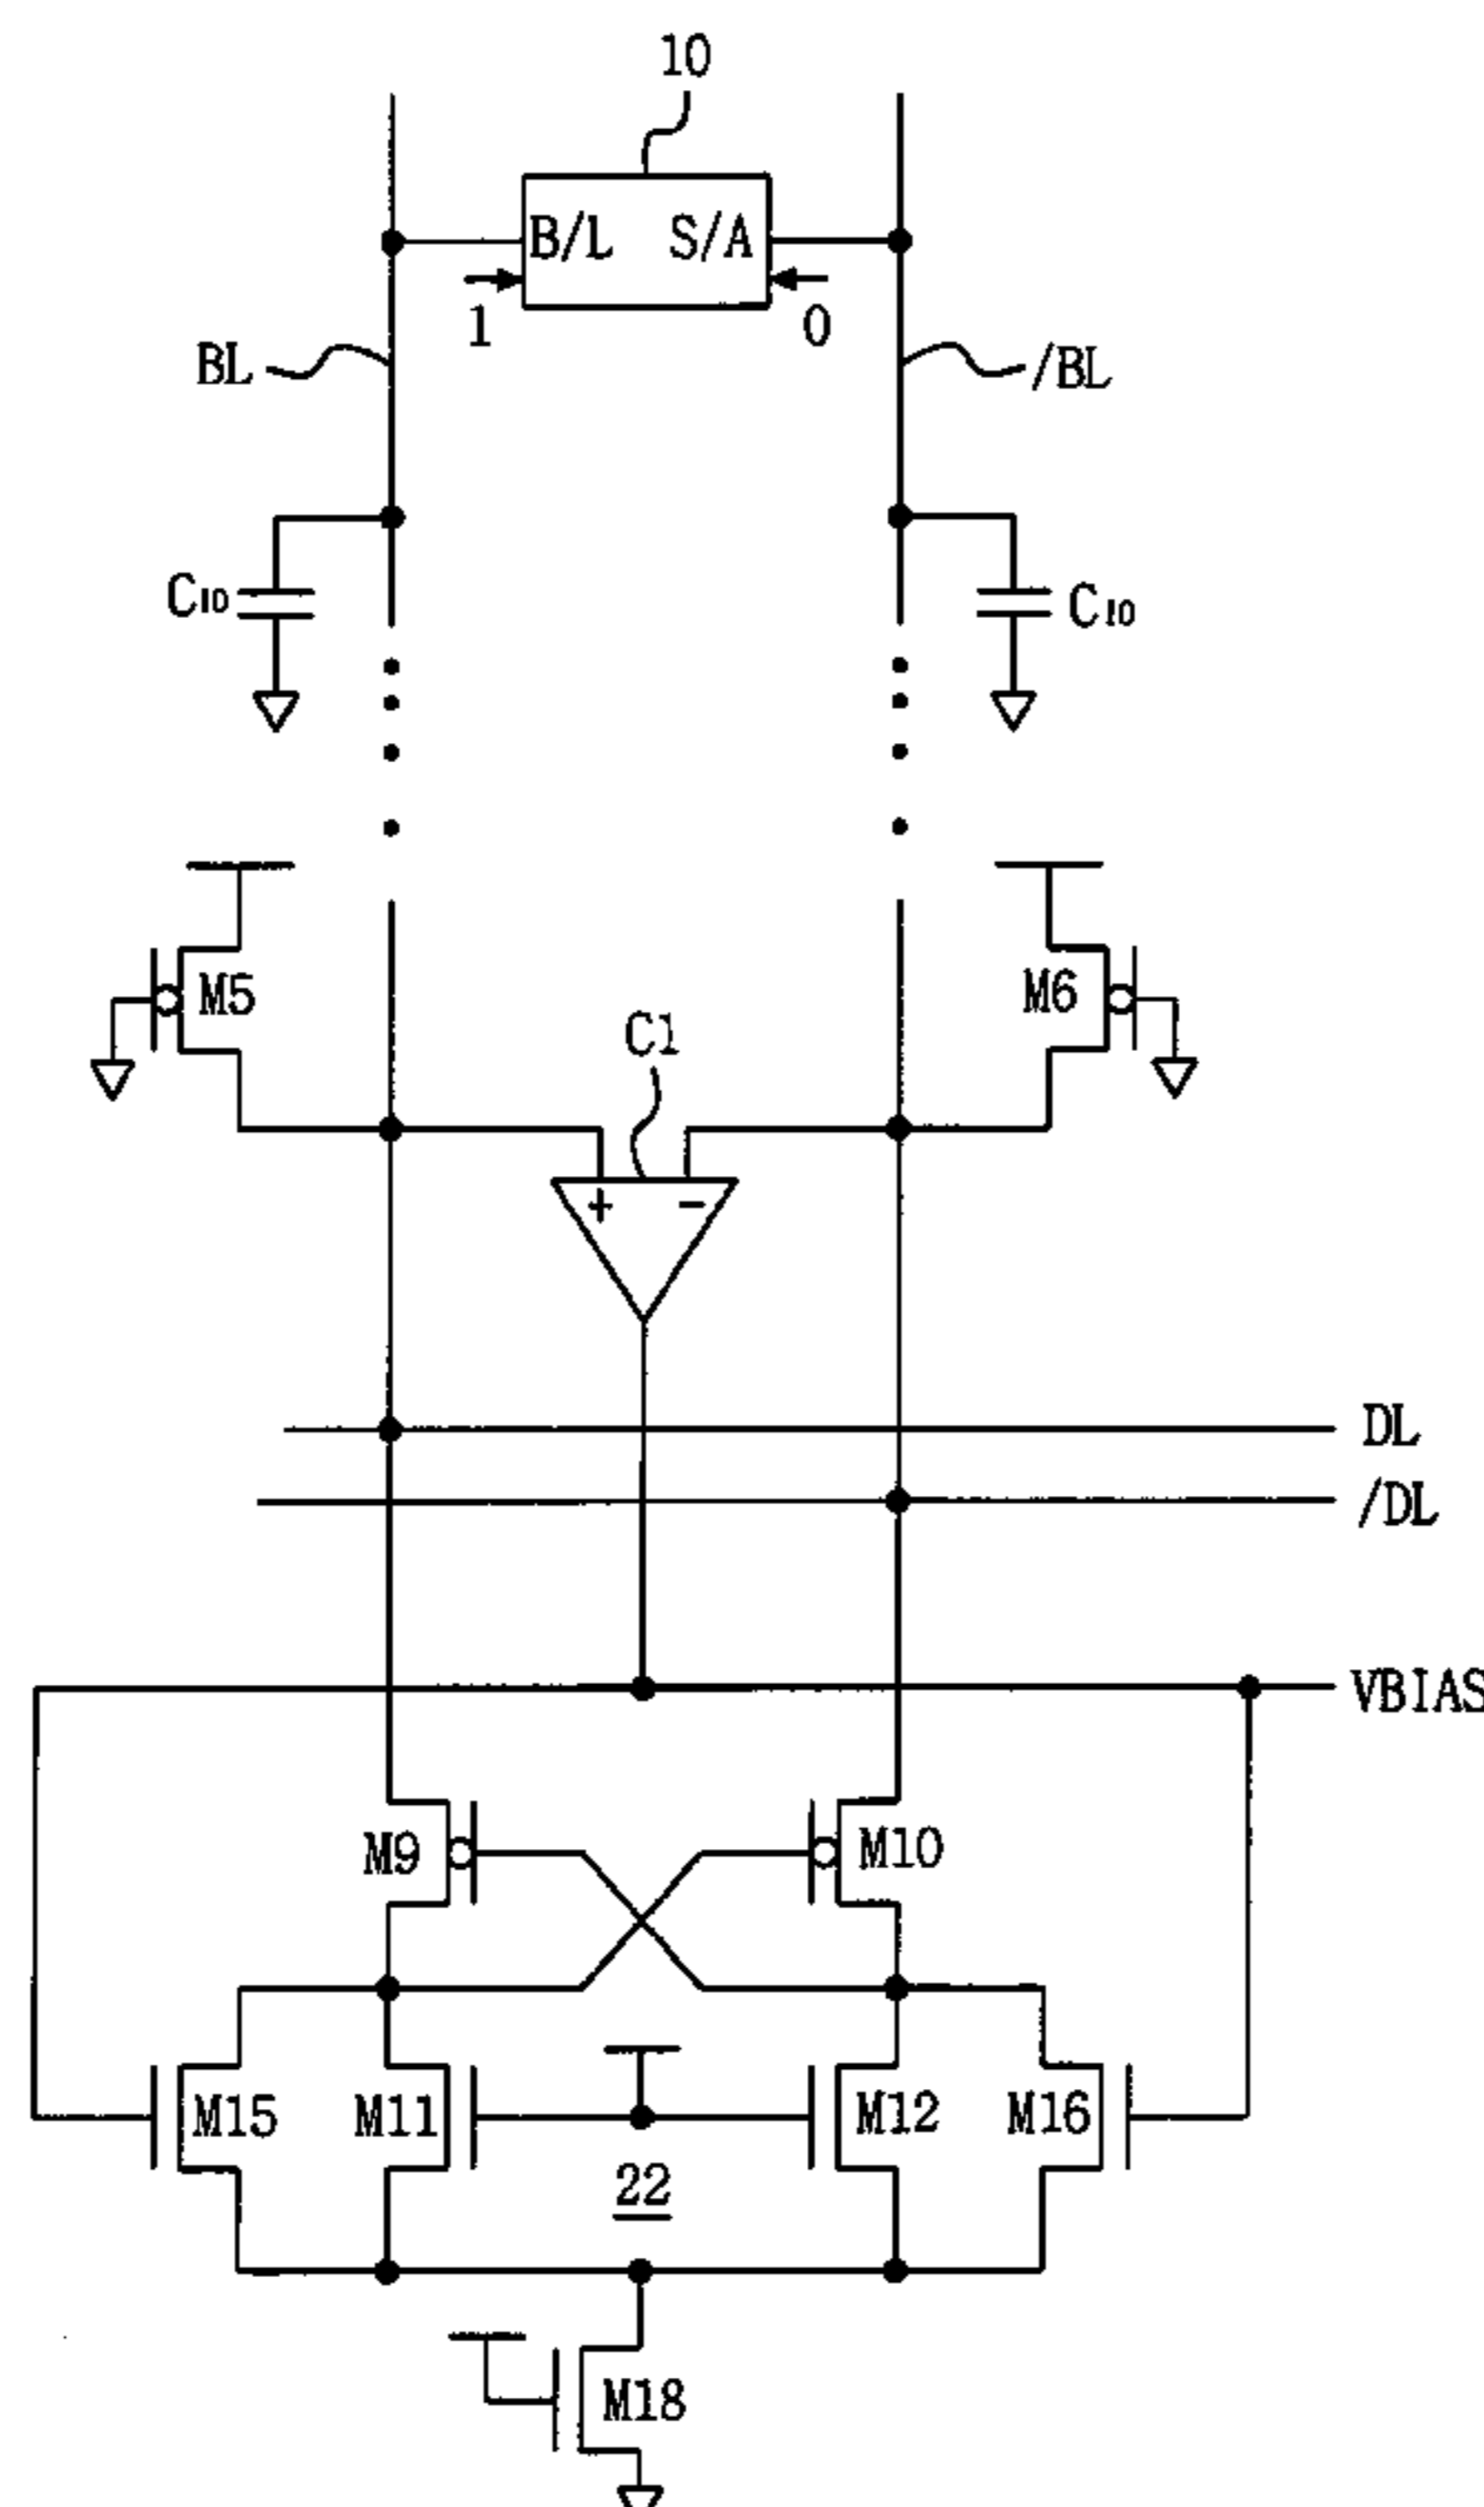 10
B/L S/A
1 0
BL /BL
C10 C10
M5 M6
C1
+ -
DL
/DL
VBIAS
M9 M10
M15 M11 M12 M16
22
M18